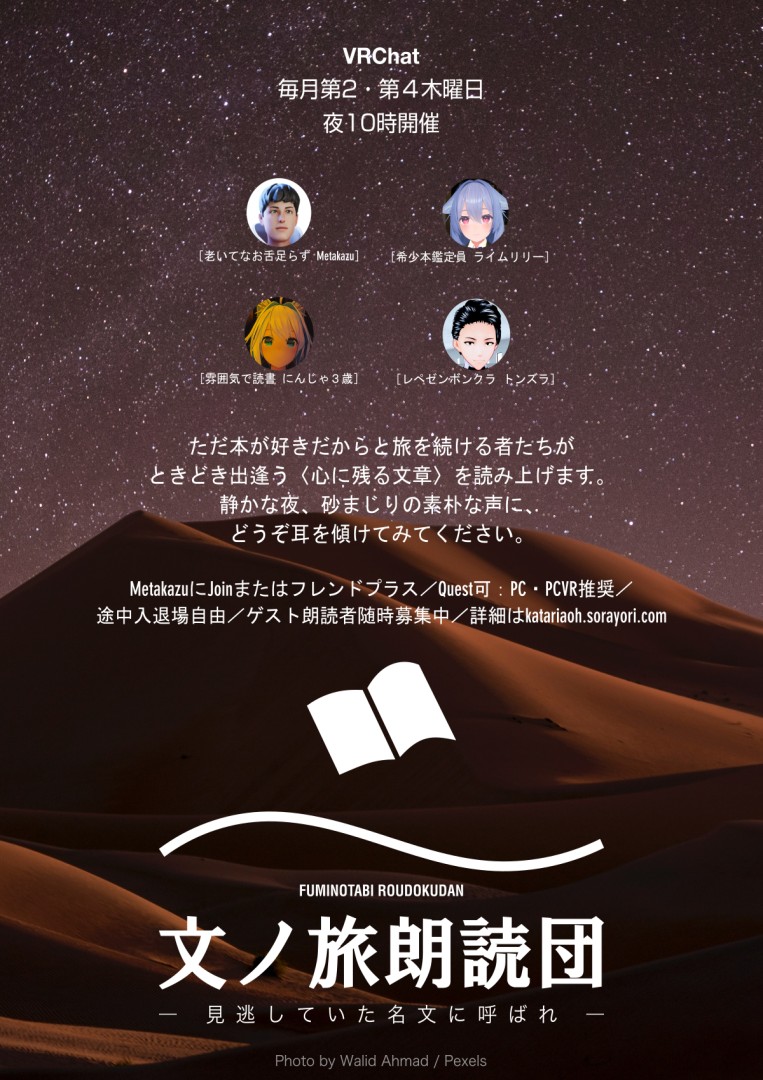 VRChat
毎月第2・第4木曜日
夜10時開催
[老いてなお舌足らず Metakazu]
[希少本鑑定員 ライムリリー]
[雰囲気で読書 にんじゃ3歳]
[レペゼンボンクラ トンズラ]
ただ本が好きだからと旅を続ける者たちが
ときどき出逢う〈心に残る文章〉を読み上げます。
静かな夜、砂まじりの素朴な声に、
どうぞ耳を傾けてみてください。
MetakazuにJoinまたはフレンドプラス／Quest可：PC・PCVR推奨／
途中入退場自由／ゲスト朗読者随時募集中／詳細はkatariaoh.sorayori.com
FUMINOTABI ROUDOKUDAN
文ノ旅朗読団
― 見逃していた名文に呼ばれ ―
Photo by Walid Ahmad / Pexels